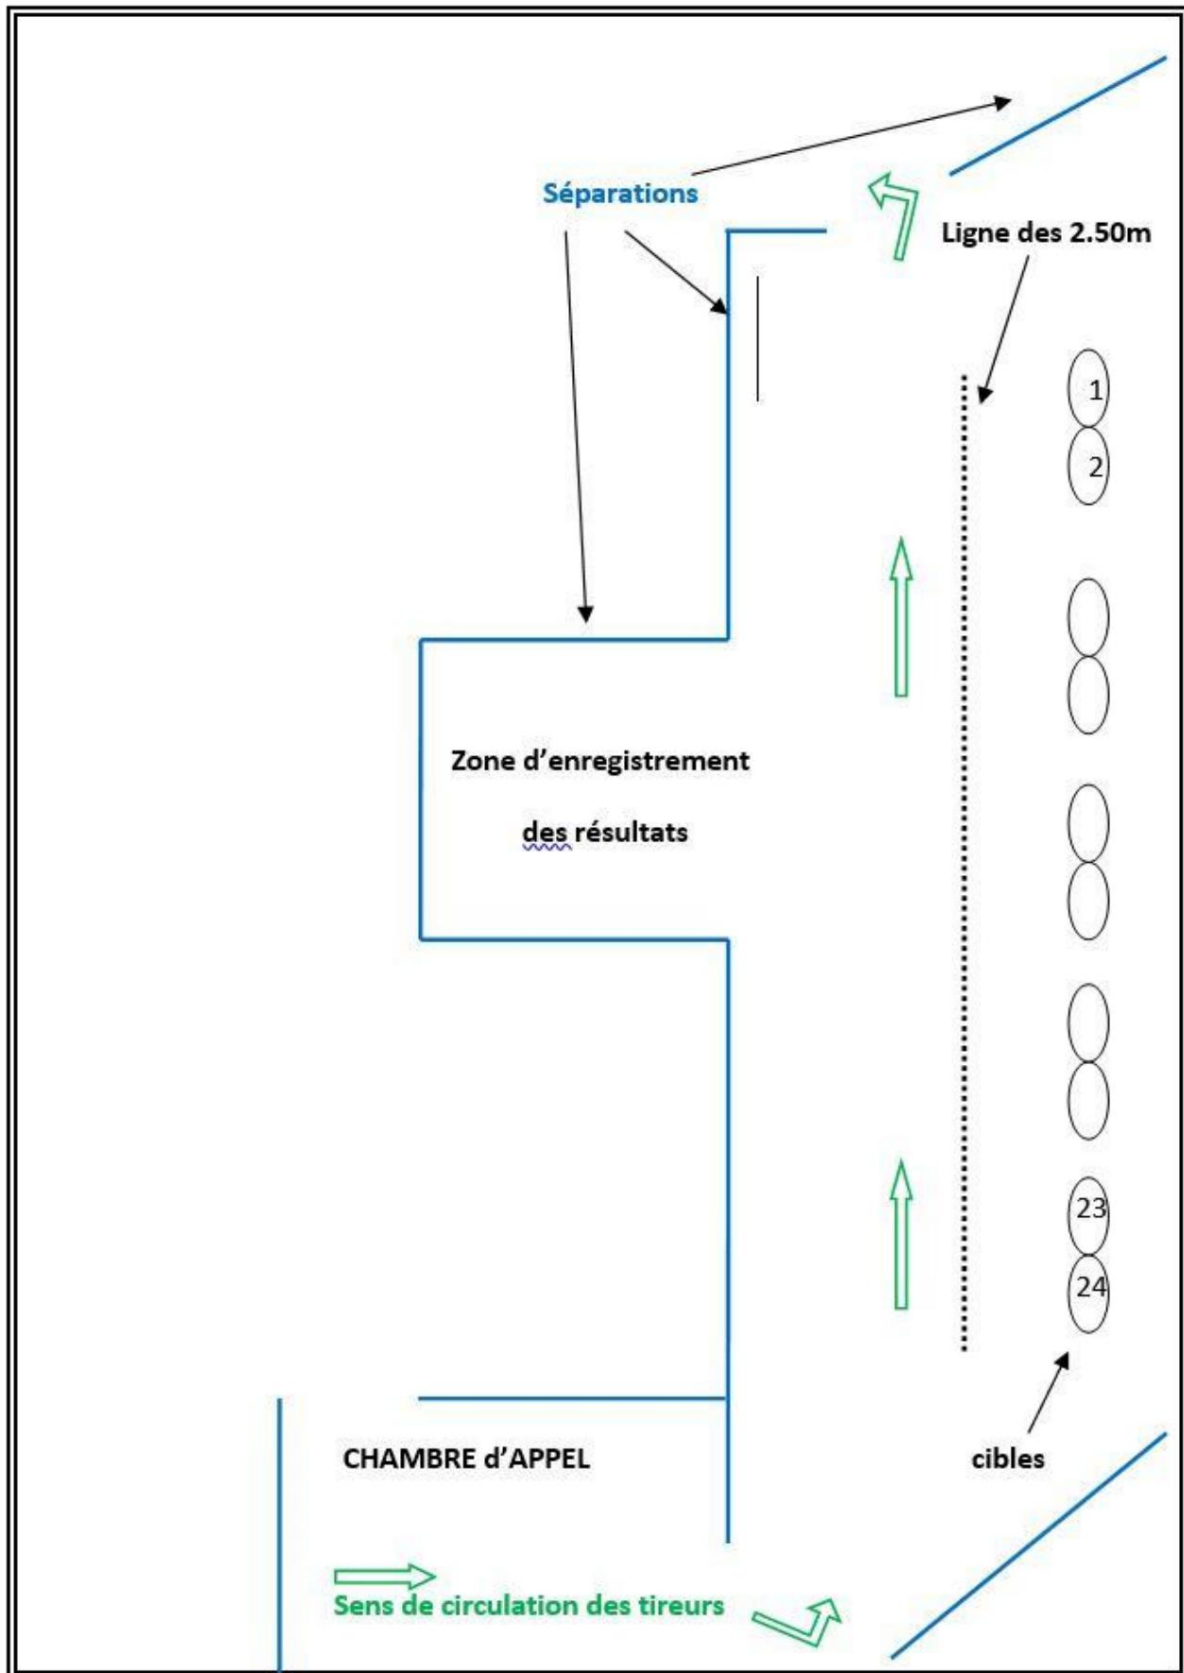 Séparations
Ligne des 2.50m
1
2
Zone d’enregistrement
des résultats
23
24
CHAMBRE d’APPEL
cibles
Sens de circulation des tireurs